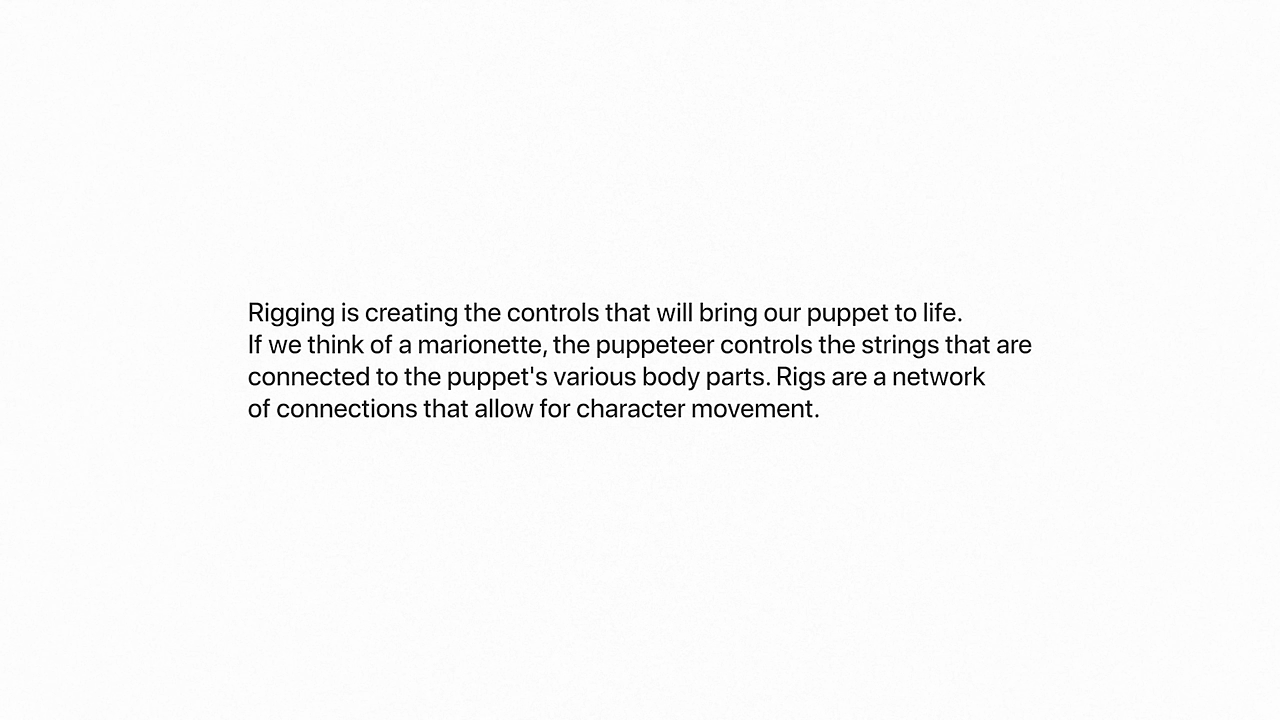 Rigging is creating the controls that will bring our puppet to life.
If we think of a marionette, the puppeteer controls the strings that are
connected to the puppet's various body parts. Rigs are a network
of connections that allow for character movement.